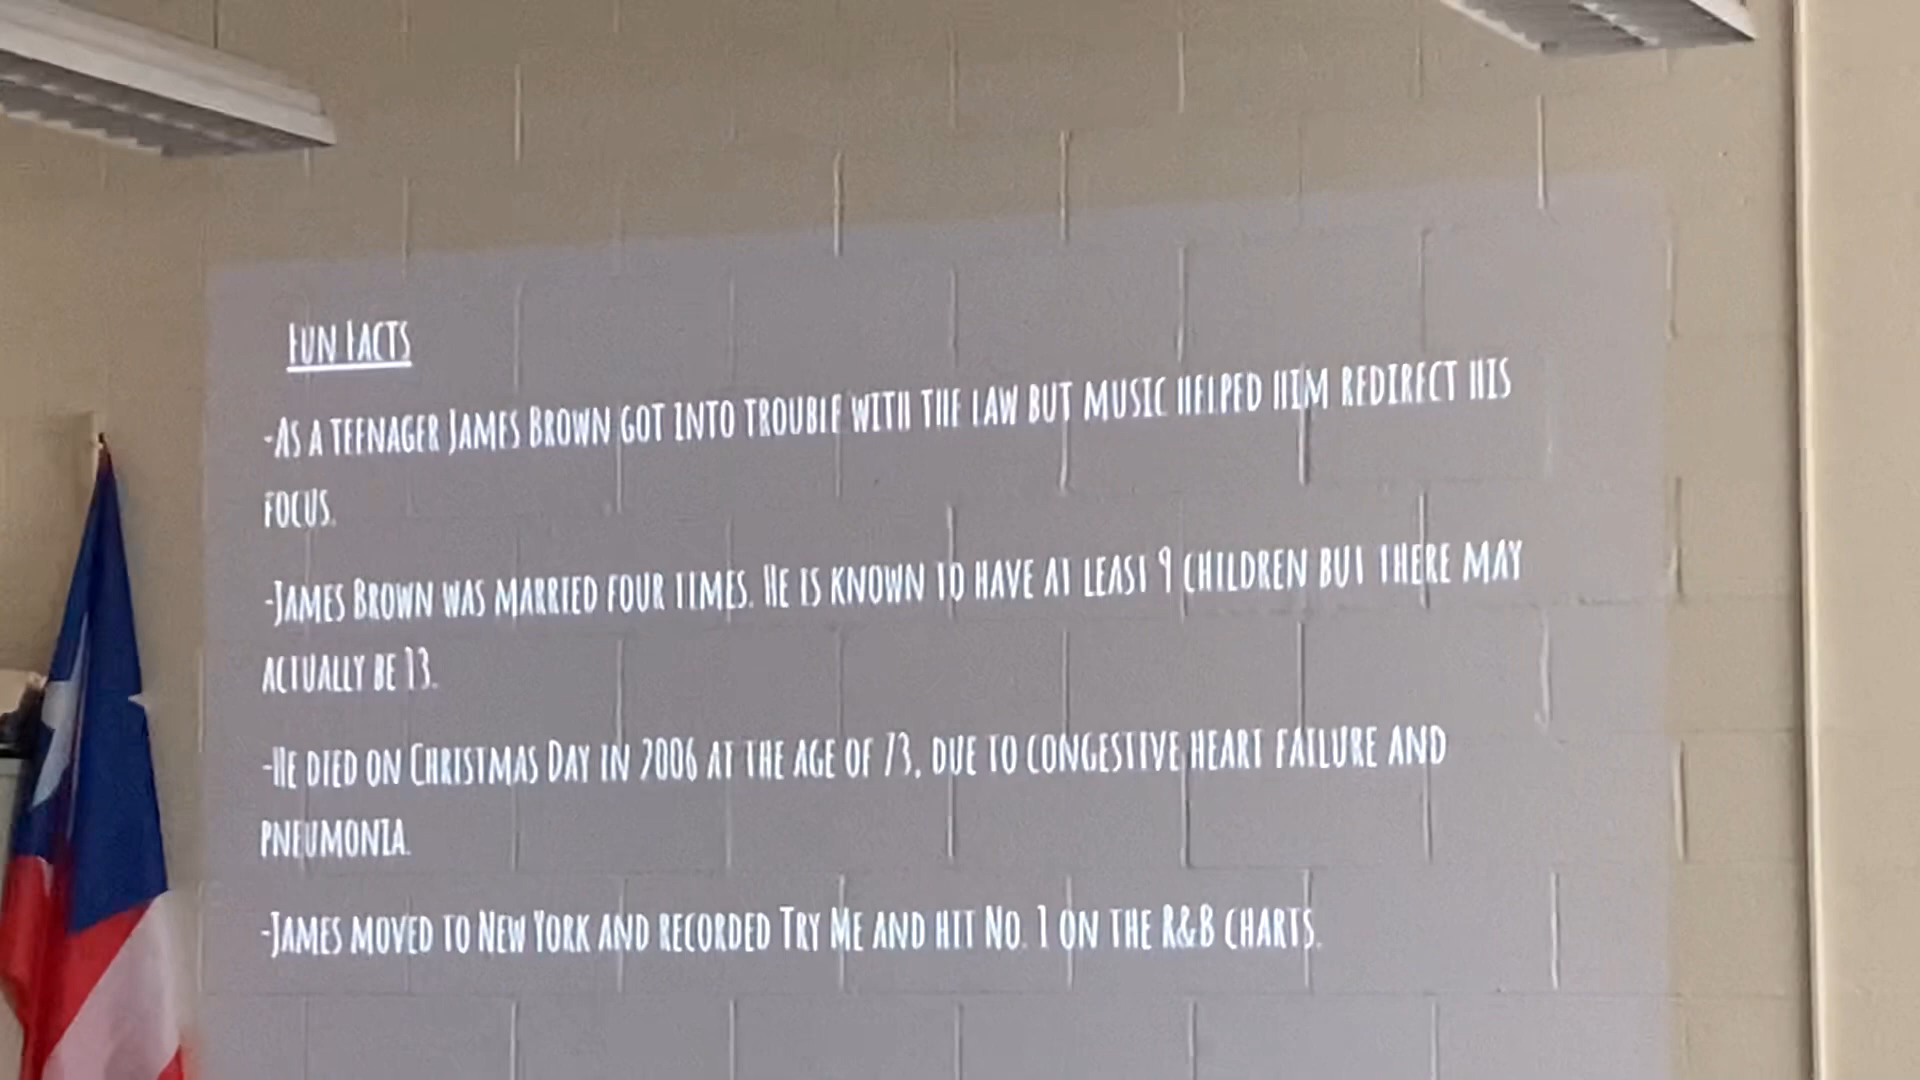 Fun Facts
-As a teenager James Brown got into trouble with the law but music helped him redirect his
focus.
-James Brown was married four times. He is known to have at least 9 children but there may
actually be 13.
-He died on Christmas Day in 2006 at the age of 73, due to congestive heart failure and
pneumonia.
-James moved to New York and recorded Try Me and hit No. 1 on the R&B charts.